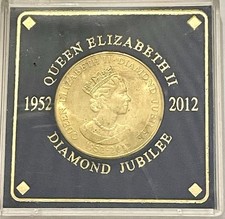 QUEEN ELIZABETH II
1952
2012
DIAMOND JUBILEE